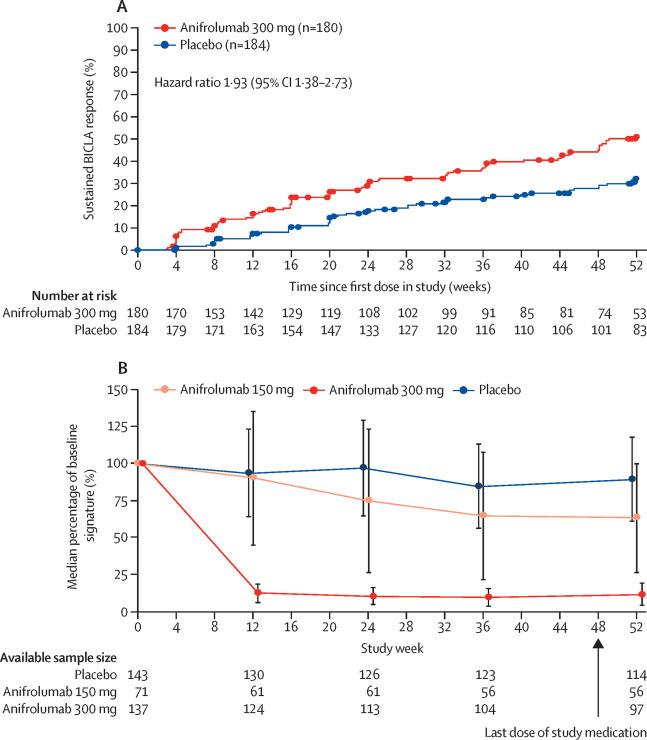 A
Anifrolumab 300 mg (n=180)
Placebo (n=184)
Hazard ratio 1·93 (95% CI 1·38–2·73)
Sustained BICLA response (%)
100
90
80
70
60
50
40
30
20
10
0
0 4 8 12 16 20 24 28 32 36 40 44 48 52
Time since first dose in study (weeks)
Number at risk
Anifrolumab 300 mg 180 170 153 142 129 119 108 102 99 91 85 81 74 53
Placebo 184 179 171 163 154 147 133 127 120 116 110 106 101 83
B
Anifrolumab 150 mg Anifrolumab 300 mg Placebo
Median percentage of baseline
signature (%)
150
125
100
75
50
25
0
0 4 8 12 16 20 24 28 32 36 40 44 48 52
Study week
Available sample size
Placebo 143 130 126 123 114
Anifrolumab 150 mg 71 61 61 56 56
Anifrolumab 300 mg 137 124 113 104 97
Last dose of study medication